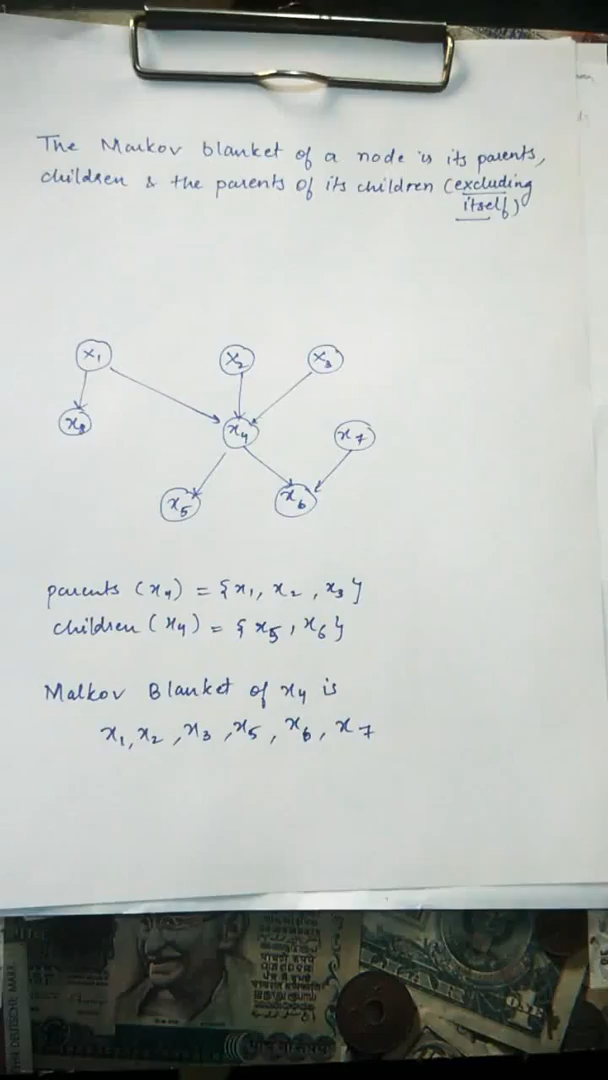 The Markov blanket of a node is its parents,
children & the parents of its children (excluding
itself)
x1 x2 x3
x8 x4 x7
x5 x6
parents (x4) = {x1, x2, x3}
children (x4) = {x5, x6}
Malkov Blanket of x4 is
x1, x2, x3, x5, x6, x7